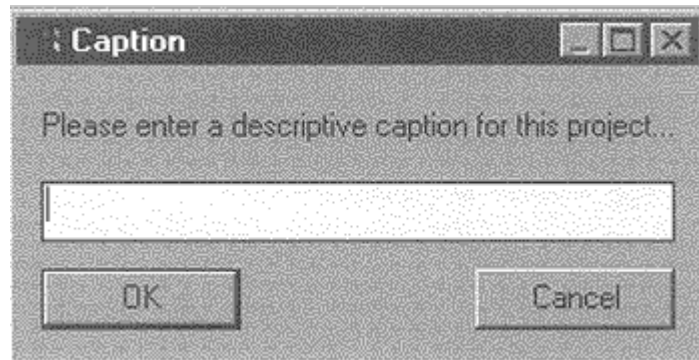 Caption
Please enter a descriptive caption for this project...
OK
Cancel